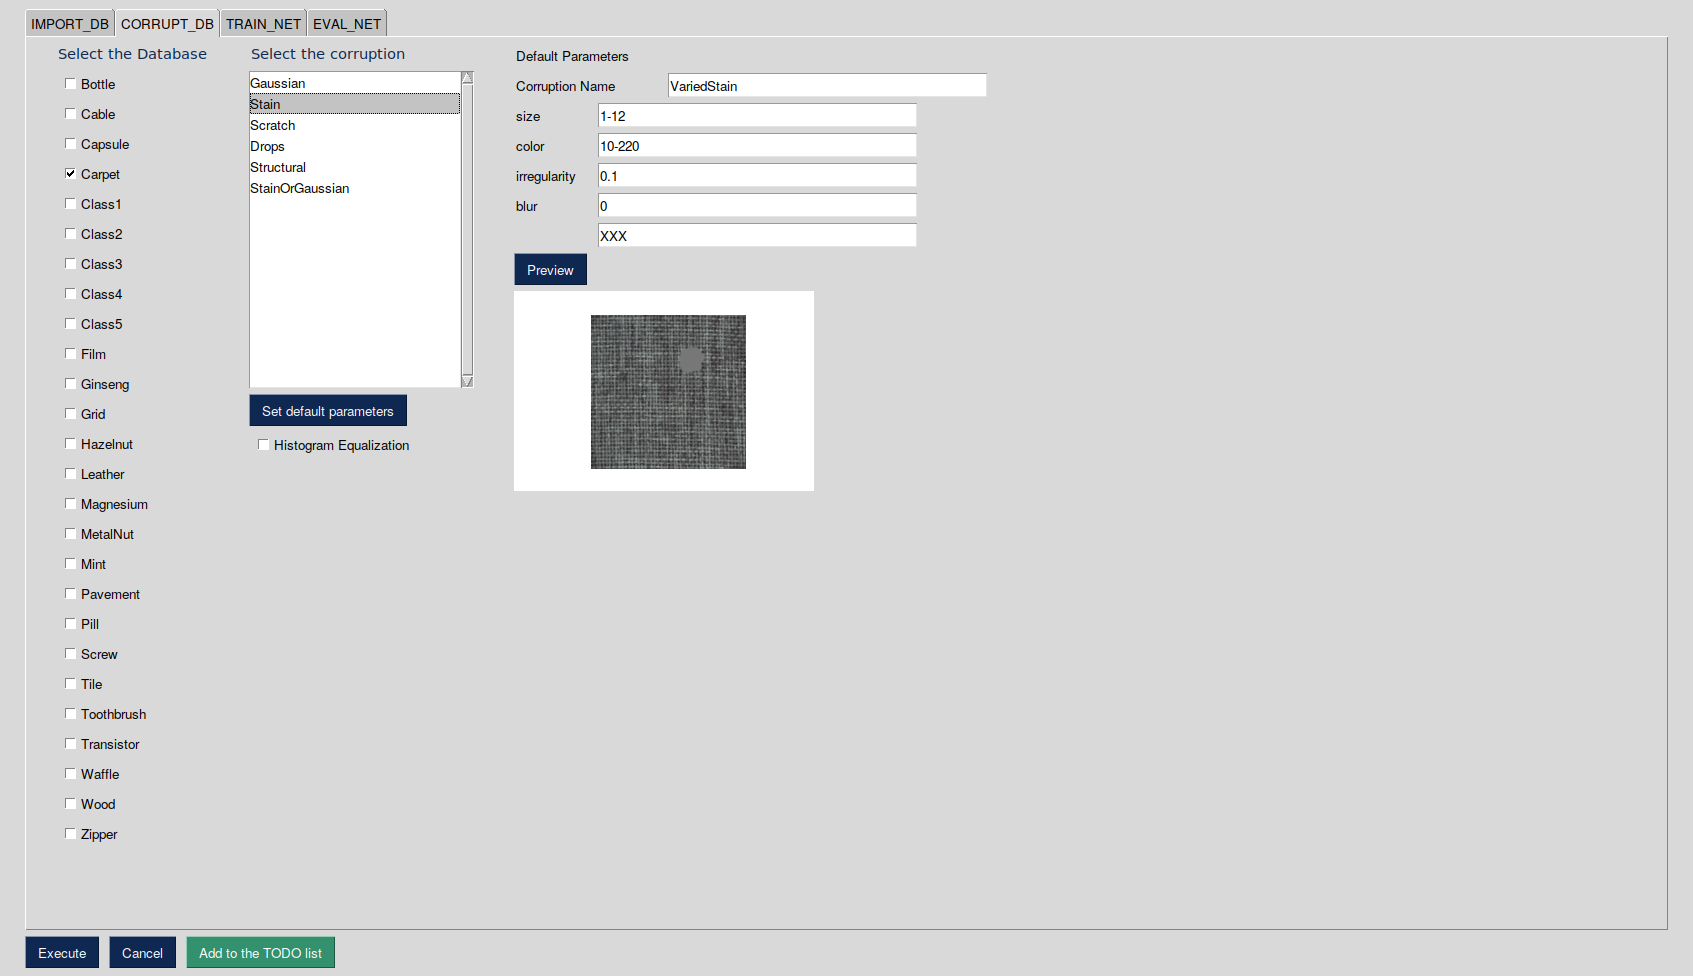 IMPORT_DB CORRUPT_DB TRAIN_NET EVAL_NET
Select the Database
Bottle
Cable
Capsule
Carpet
Class1
Class2
Class3
Class4
Class5
Film
Ginseng
Grid
Hazelnut
Leather
Magnesium
MetalNut
Mint
Pavement
Pill
Screw
Tile
Toothbrush
Transistor
Waffle
Wood
Zipper
Select the corruption
Gaussian
Stain
Scratch
Drops
Structural
StainOrGaussian
Set default parameters
Histogram Equalization
Default Parameters
Corruption Name VariedStain
size 1-12
color 10-220
irregularity 0.1
blur 0
XXX
Preview
Execute Cancel Add to the TODO list